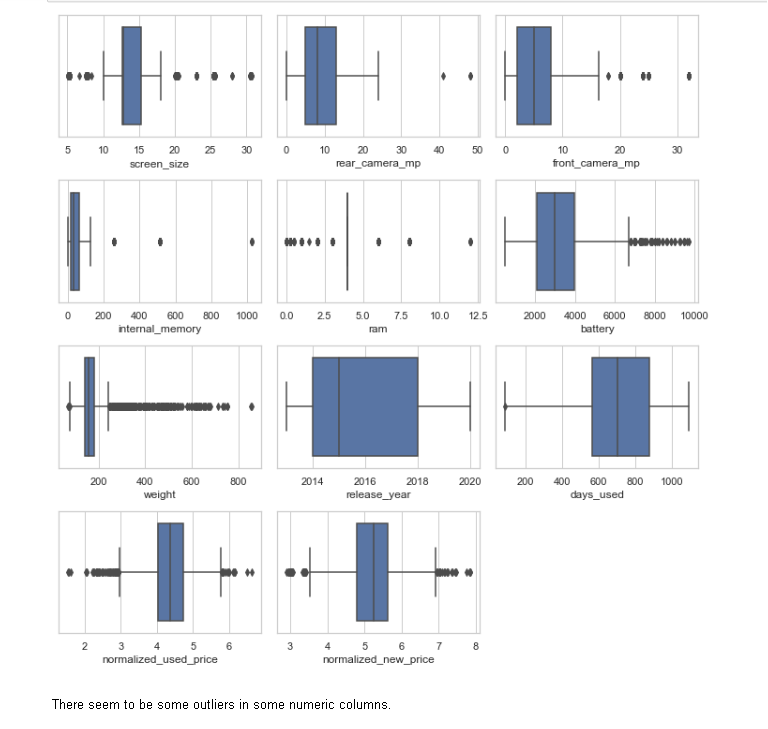 5 10 15 20 25 30
screen_size
0 10 20 30 40 50
rear_camera_mp
0 10 20 30
front_camera_mp
0 200 400 600 800 1000
internal_memory
0.0 2.5 5.0 7.5 10.0 12.5
ram
2000 4000 6000 8000 10000
battery
200 400 600 800
weight
2014 2016 2018 2020
release_year
200 400 600 800 1000
days_used
2 3 4 5 6
normalized_used_price
3 4 5 6 7 8
normalized_new_price
There seem to be some outliers in some numeric columns.